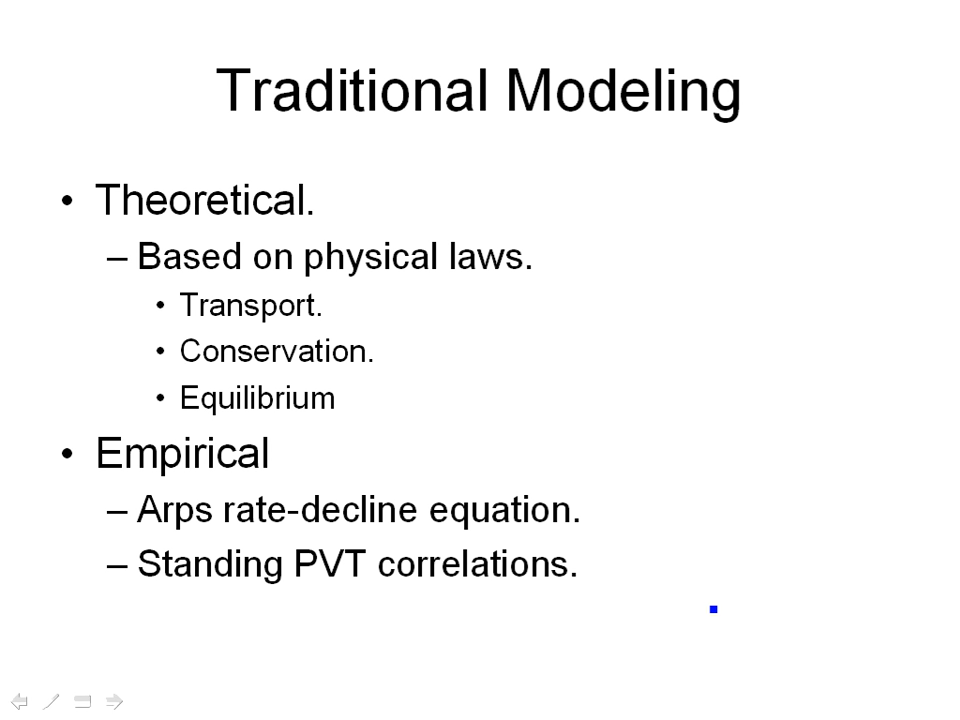 Traditional Modeling
• Theoretical.
– Based on physical laws.
• Transport.
• Conservation.
• Equilibrium
• Empirical
– Arps rate-decline equation.
– Standing PVT correlations.